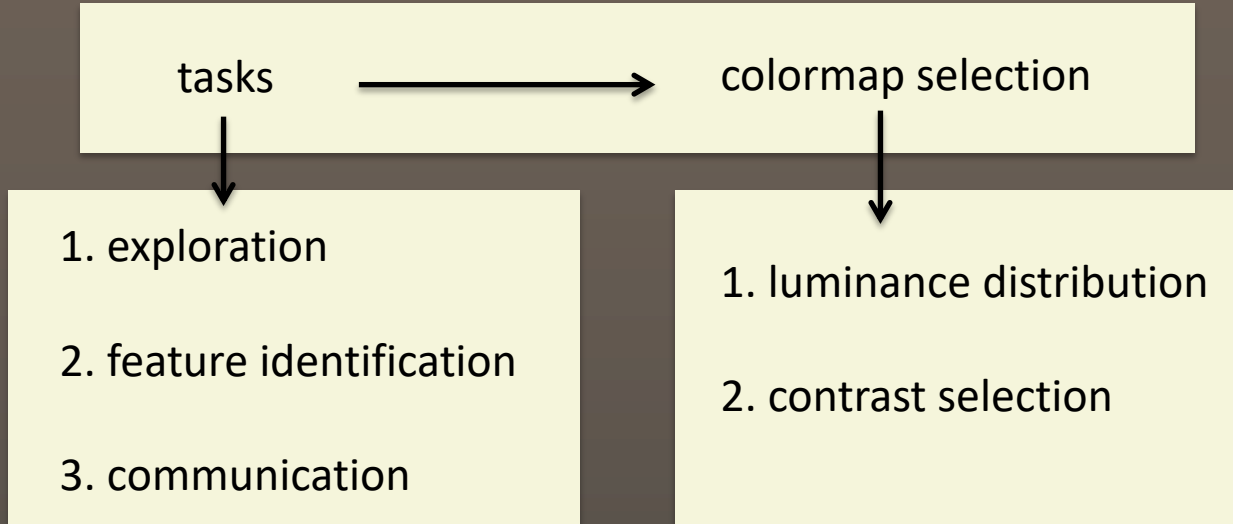 tasks
colormap selection
1. exploration
2. feature identification
3. communication
1. luminance distribution
2. contrast selection